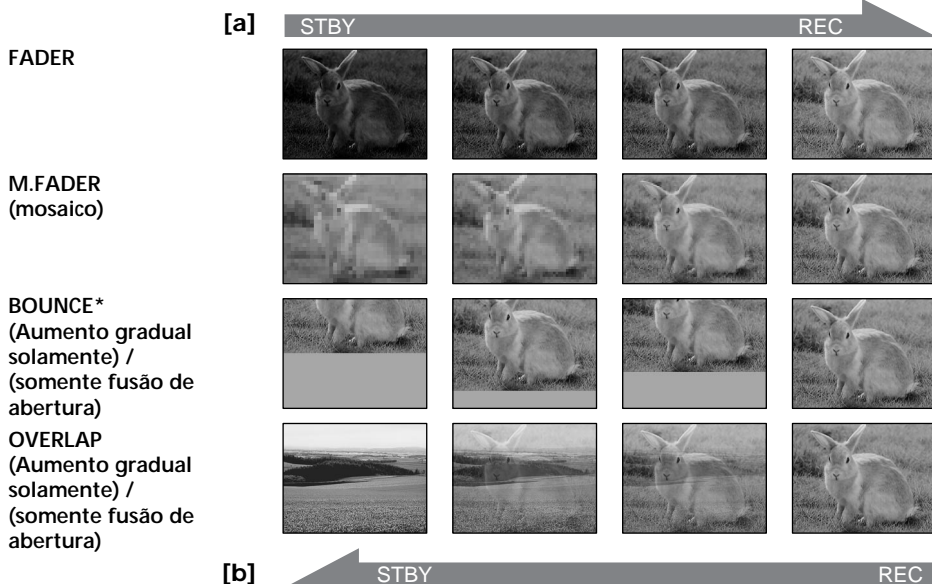 [a] STBY REC
FADER
M.FADER
(mosaico)
BOUNCE*
(Aumento gradual
solamente) /
(somente fusão de
abertura)
OVERLAP
(Aumento gradual
solamente) /
(somente fusão de
abertura)
[b] STBY REC